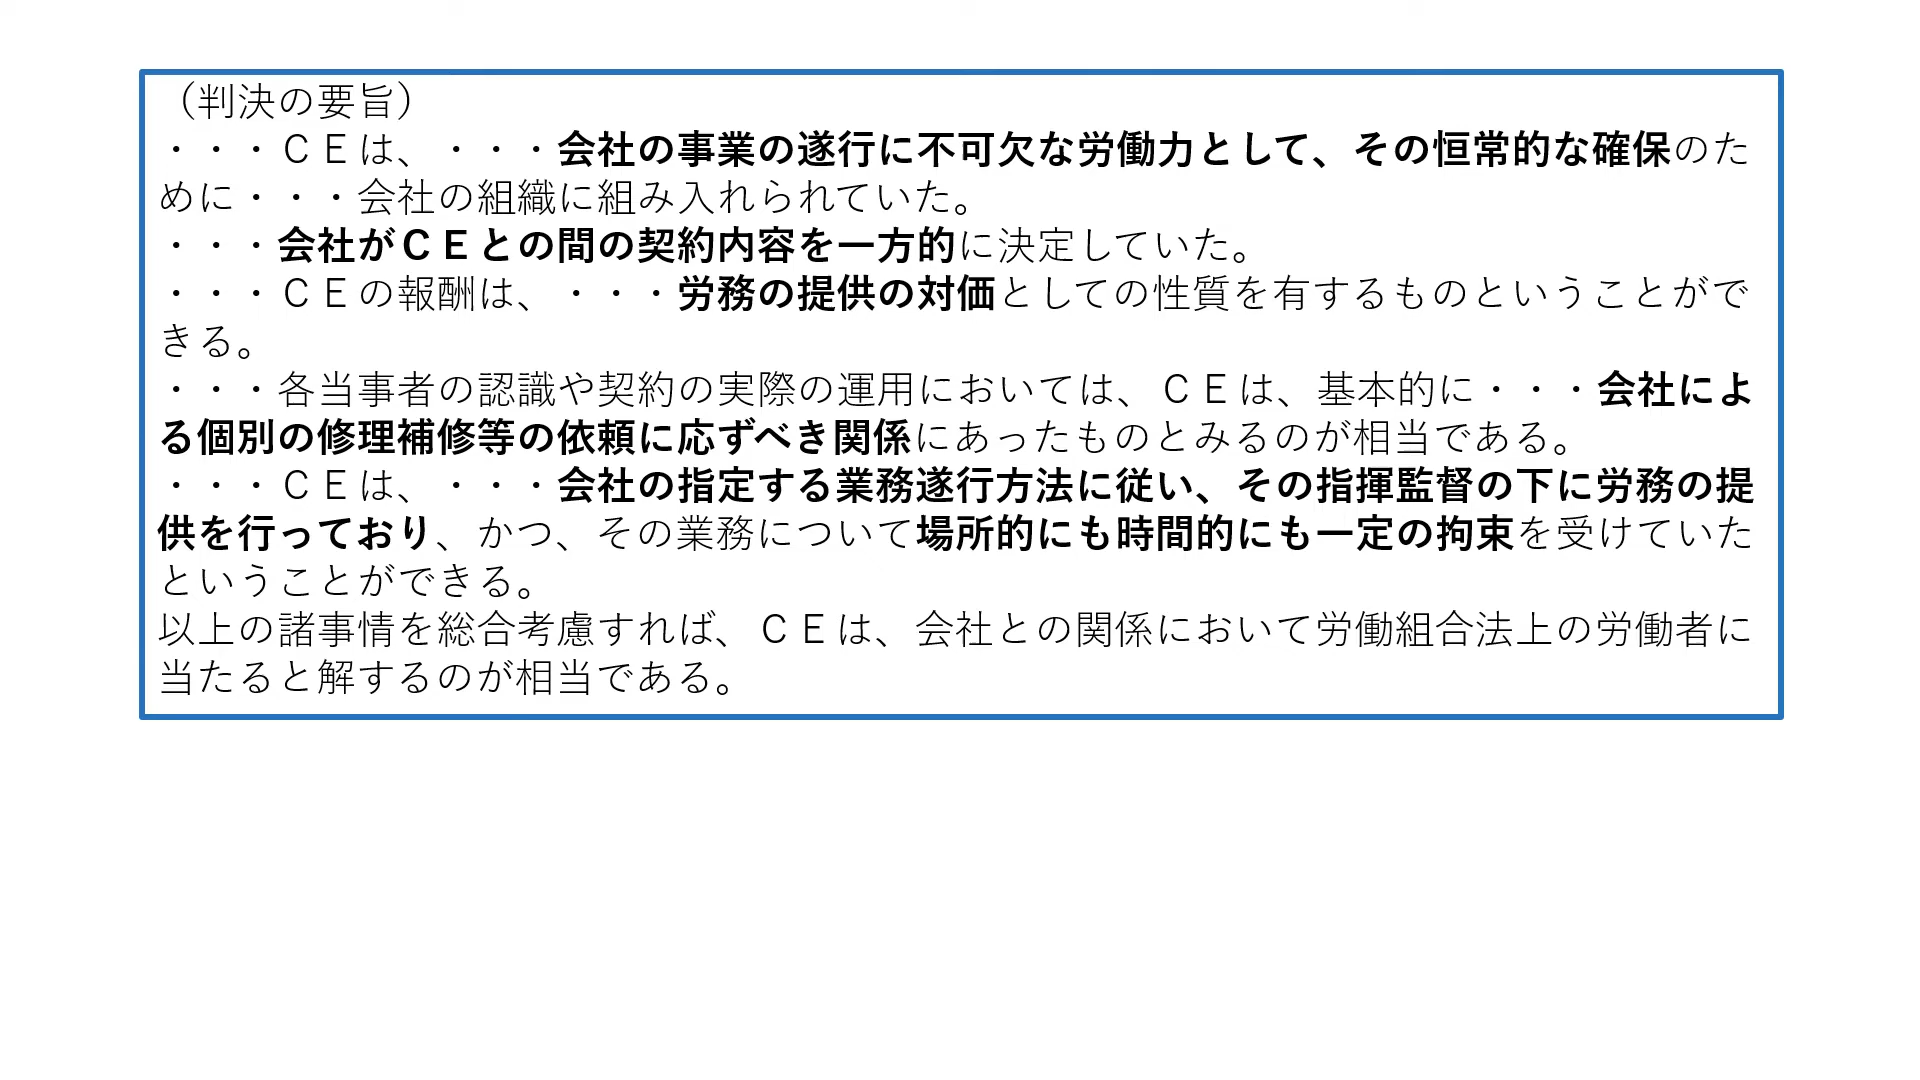 （判決の要旨）
・・・ＣＥは、・・・会社の事業の遂行に不可欠な労働力として、その恒常的な確保のた
めに・・・会社の組織に組み入れられていた。
・・・会社がＣＥとの間の契約内容を一方的に決定していた。
・・・ＣＥの報酬は、・・・労務の提供の対価としての性質を有するものということがで
きる。
・・・各当事者の認識や契約の実際の運用においては、ＣＥは、基本的に・・・会社によ
る個別の修理補修等の依頼に応ずべき関係にあったものとみるのが相当である。
・・・ＣＥは、・・・会社の指定する業務遂行方法に従い、その指揮監督の下に労務の提
供を行っており、かつ、その業務について場所的にも時間的にも一定の拘束を受けていた
ということができる。
以上の諸事情を総合考慮すれば、ＣＥは、会社との関係において労働組合法上の労働者に
当たると解するのが相当である。